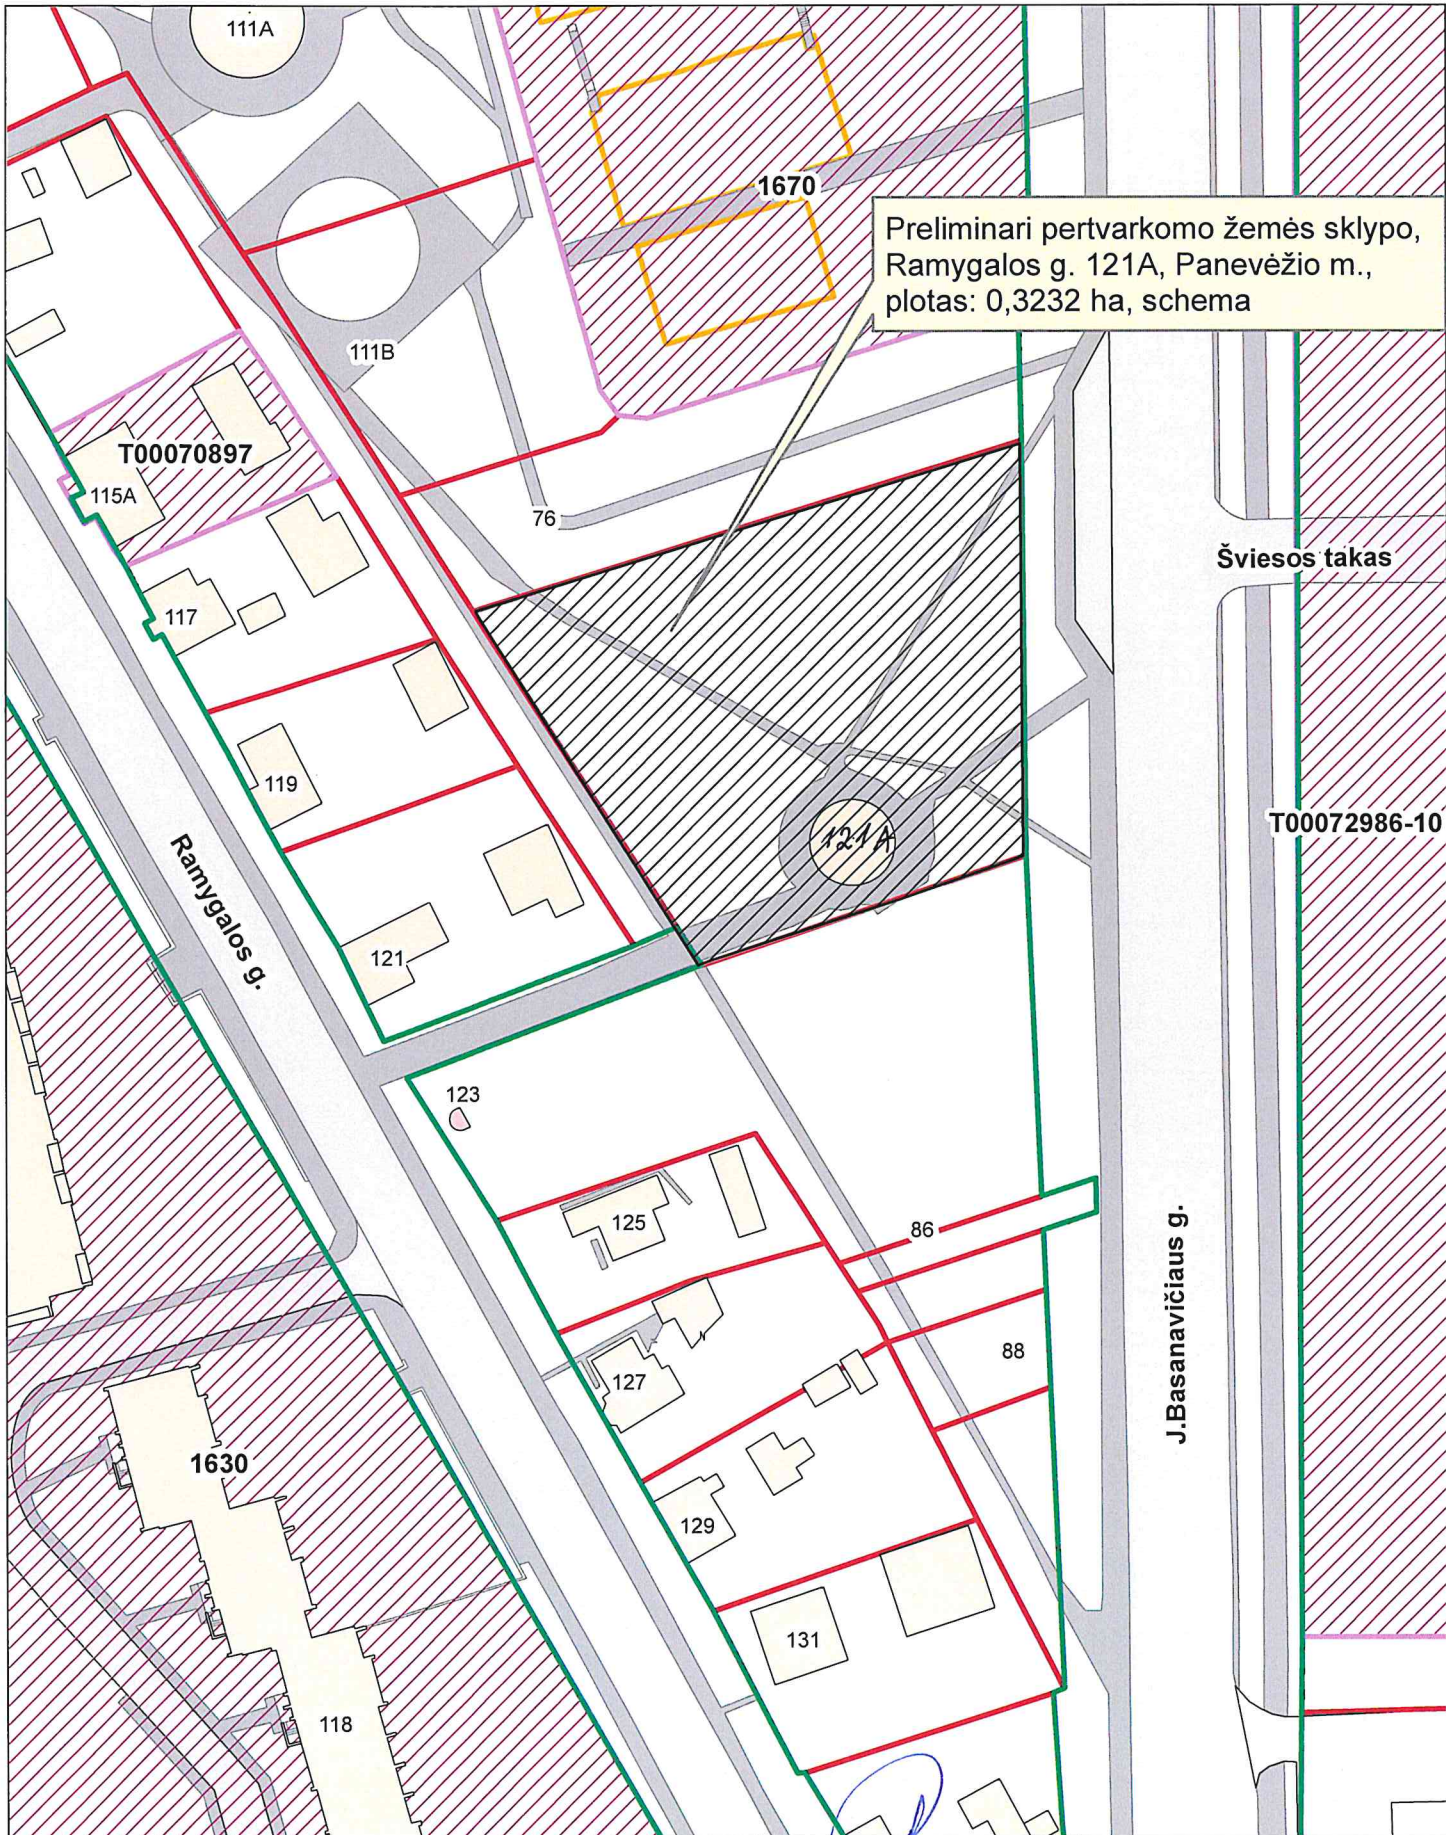 111A
1670
Preliminari pertvarkomo žemės sklypo,
Ramygalos g. 121A, Panevėžio m.,
plotas: 0,3232 ha, schema
111B
T00070897
115A
76
Šviesos takas
117
119
T00072986-10
121A
Ramygalos g.
121
123
125
86
J.Basanavičiaus g.
88
127
1630
129
131
118